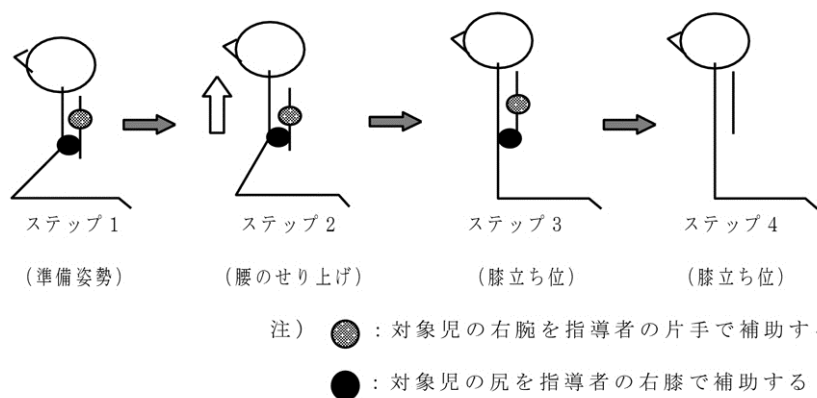 ステップ1 ステップ2 ステップ3 ステップ4
(準備姿勢) (腰のせり上げ) (膝立ち位) (膝立ち位)
注) : 対象児の右腕を指導者の片手で補助す
: 対象児の尻を指導者の右膝で補助する